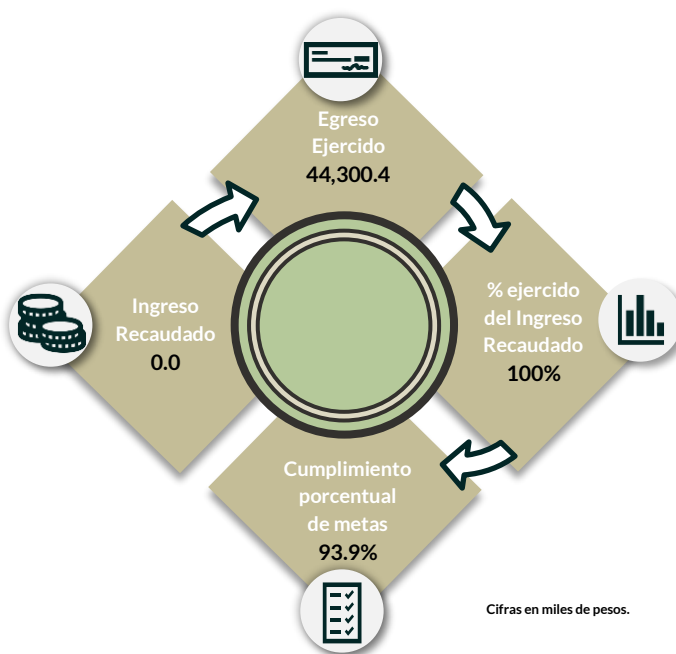 Egreso
Ejercido
44,300.4
Ingreso
Recaudado
0.0
% ejercido
del Ingreso
Recaudado
100%
Cumplimiento
porcentual
de metas
93.9%
Cifras en miles de pesos.